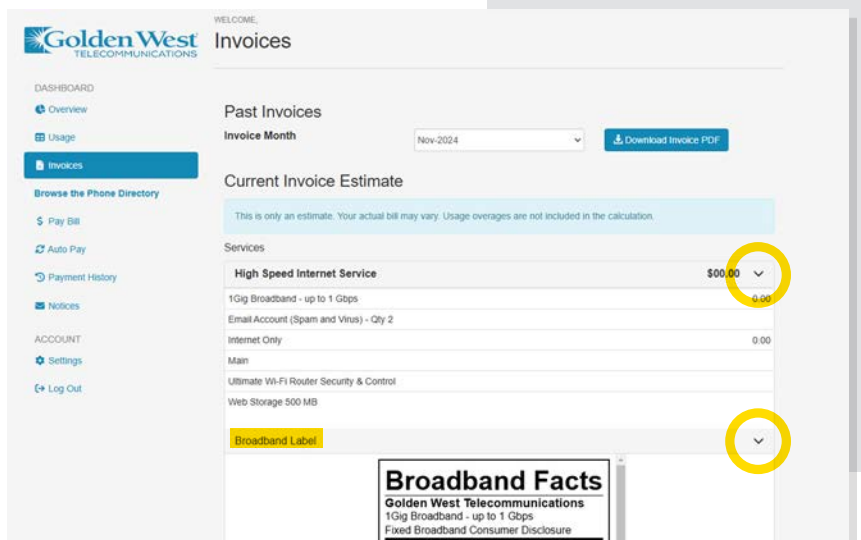 Golden West
TELECOMMUNICATIONS
DASHBOARD
Overview
Usage
Invoices
Browse the Phone Directory
$ Pay Bill
Auto Pay
Payment History
Notices
ACCOUNT
Settings
Log Out
WELCOME,
Invoices
Past Invoices
Invoice Month
Nov-2024
Download Invoice PDF
Current Invoice Estimate
This is only an estimate. Your actual bill may vary. Usage overages are not included in the calculation.
Services
High Speed Internet Service $00.00
1Gig Broadband - up to 1 Gbps 0.00
Email Account (Spam and Virus) - Qty 2
Internet Only 0.00
Main
Ultimate Wi-Fi Router Security & Control
Web Storage 500 MB
Broadband Label
Broadband Facts
Golden West Telecommunications
1Gig Broadband - up to 1 Gbps
Fixed Broadband Consumer Disclosure